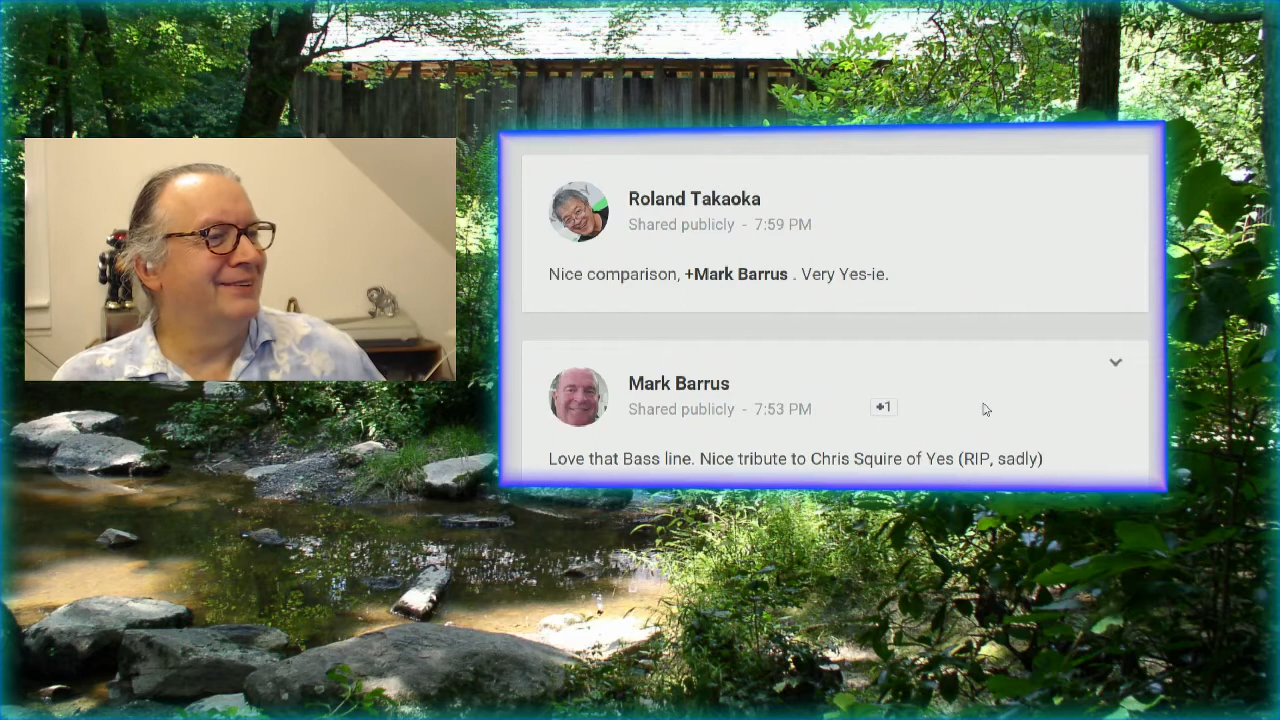 Roland Takaoka
Shared publicly - 7:59 PM
Nice comparison, +Mark Barrus . Very Yes-ie.
Mark Barrus
Shared publicly - 7:53 PM
+1
Love that Bass line. Nice tribute to Chris Squire of Yes (RIP, sadly)